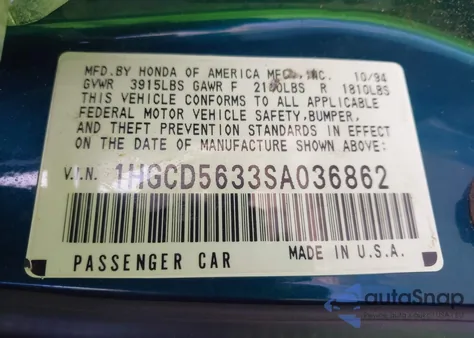 MFD.BY HONDA OF AMERICA MFG.,INC. 10/94
GVWR 3915LBS GAWR F 2110LBS R 1810LBS
THIS VEHICLE CONFORMS TO ALL APPLICABLE
FEDERAL MOTOR VEHICLE SAFETY,BUMPER,
AND THEFT PREVENTION STANDARDS IN EFFECT
ON THE DATE OF MANUFACTURE SHOWN ABOVE:
V.I.N. 1HGCD5633SA036862
PASSENGER CAR MADE IN U.S.A.
autoSnap